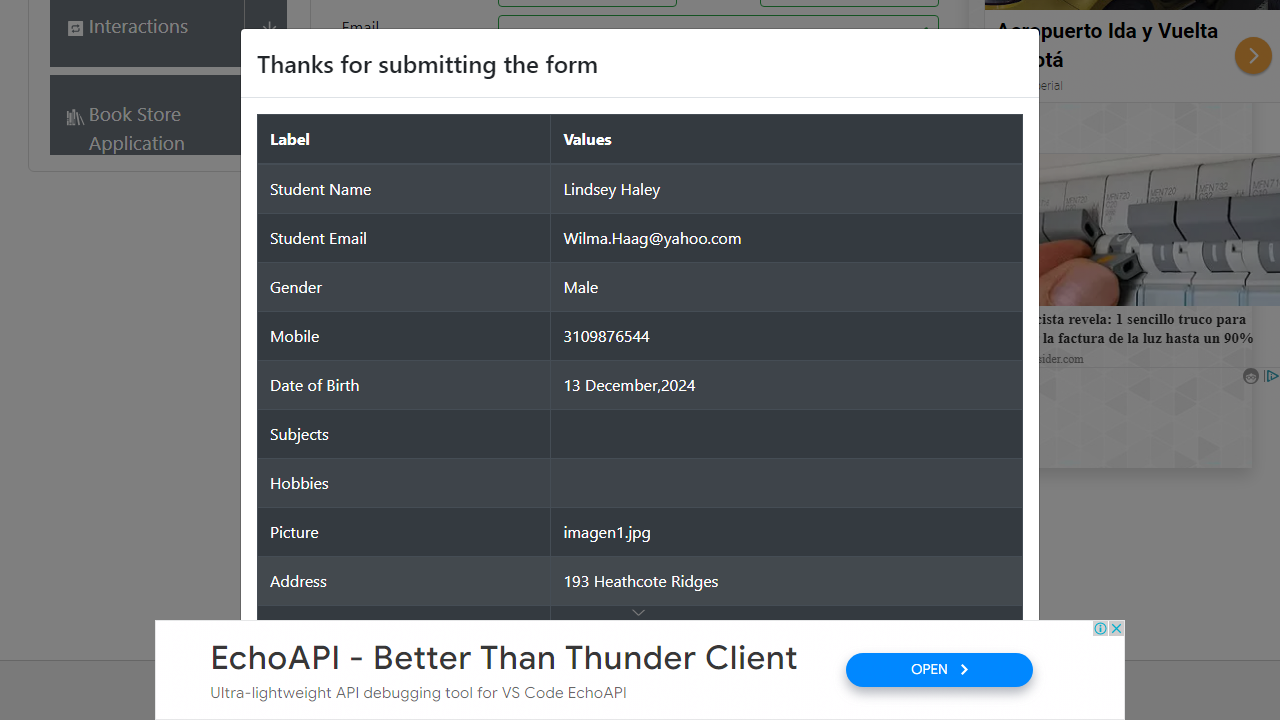 Interactions
Email
Thanks for submitting the form
Label Values
Student Name Lindsey Haley
Student Email Wilma.Haag@yahoo.com
Gender Male
Mobile 3109876544
Date of Birth 13 December,2024
Subjects
Hobbies
Picture imagen1.jpg
Address 193 Heathcote Ridges
Book Store
Application
Aeropuerto Ida y Vuelta
MFN720
MFN720
MFN732
cista revela: 1 sencillo truco para
la factura de la luz hasta un 90%
sider.com
EchoAPI - Better Than Thunder Client
Ultra-lightweight API debugging tool for VS Code EchoAPI
OPEN